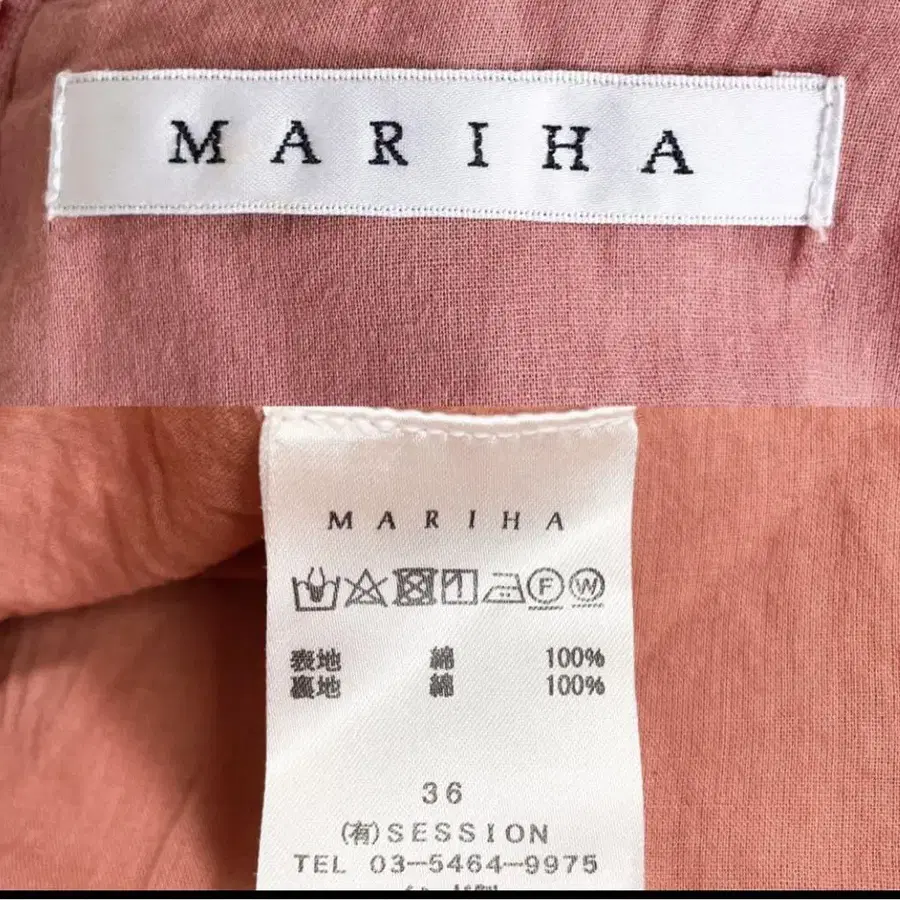 MARIHA
MARIHA
F W
表地 綿 100%
裏地 綿 100%
36
(有)SESSION
TEL 03-5464-9975